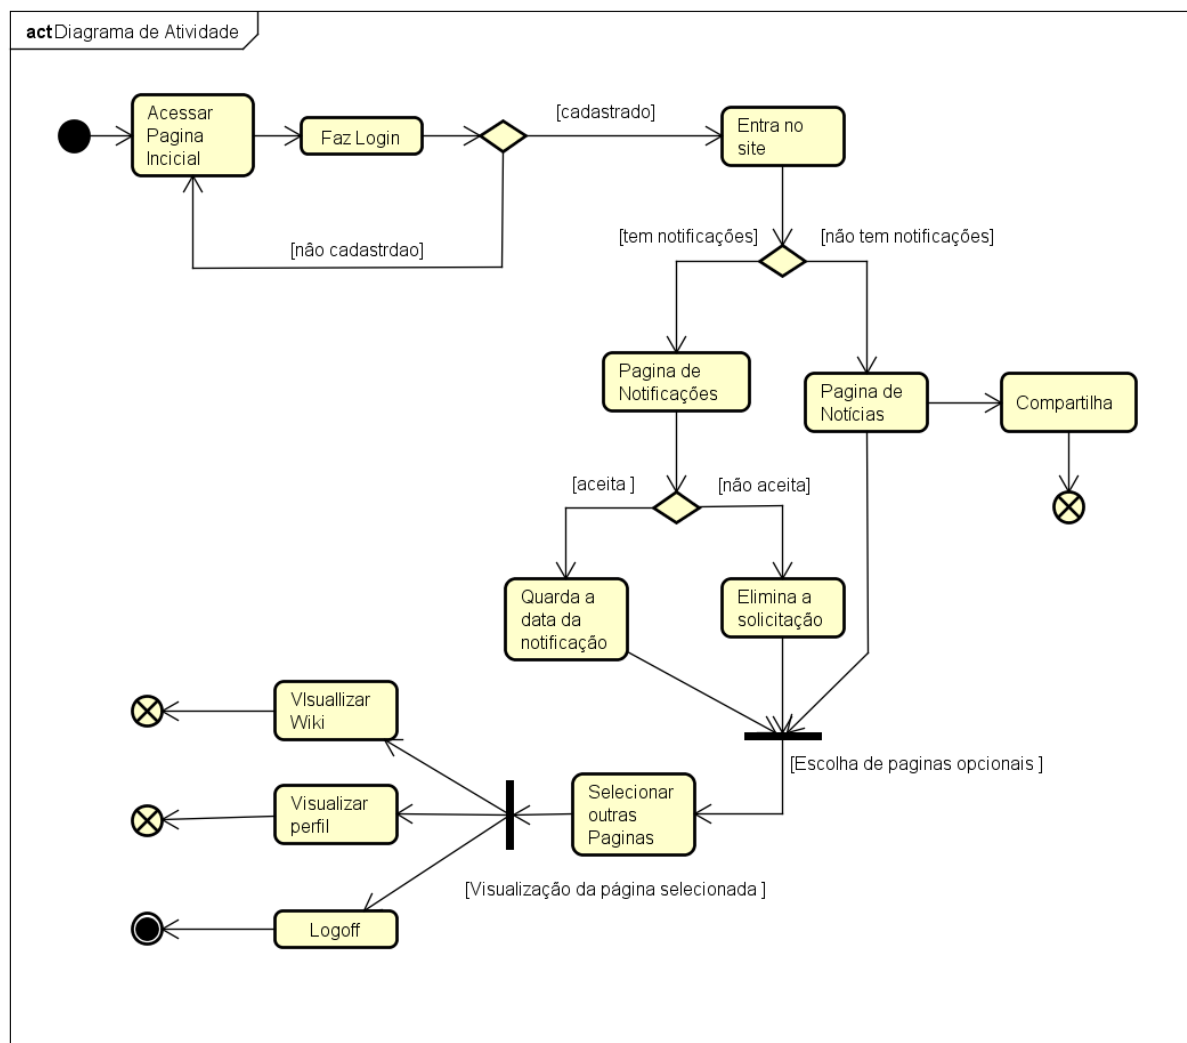 act Diagrama de Atividade
Acessar
Pagina
Incicial
Faz Login
[cadastrado]
Entra no
site
[nâo cadastrdao]
[tem notificações]
[não tem notificações]
Pagina de
Notificações
Pagina de
Notícias
Compartilha
[aceita ]
[não aceita]
Quarda a
data da
notificação
Elimina a
solicitação
VIsuallizar
Wiki
[Escolha de paginas opcionais ]
Visualizar
perfil
Selecionar
outras
Paginas
[Visualização da página selecionada ]
Logoff